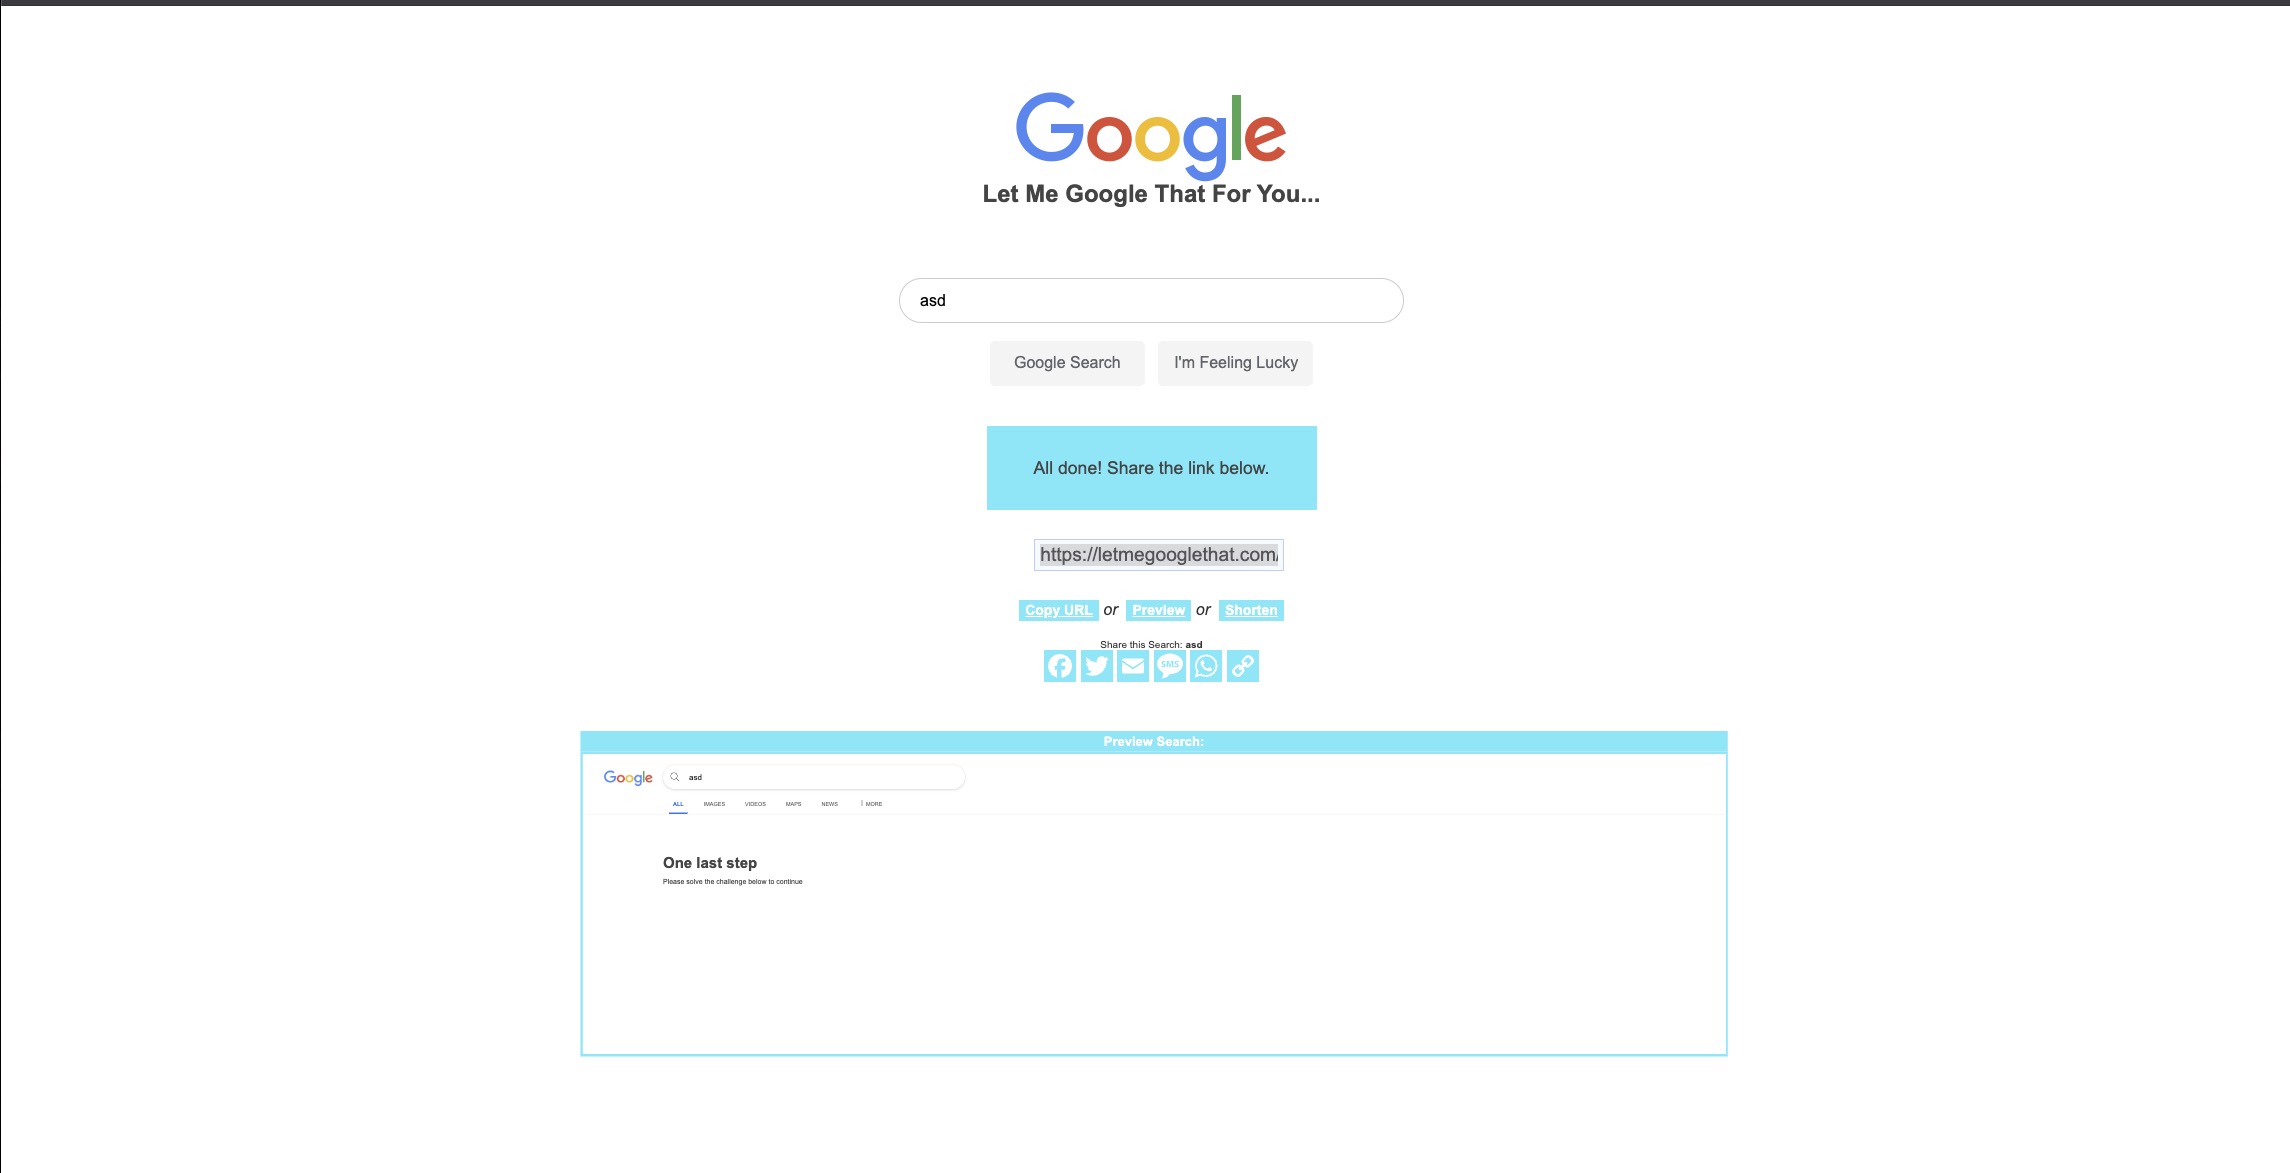 Google
Let Me Google That For You...
asd
Google Search I'm Feeling Lucky
All done! Share the link below.
https://letmegooglethat.com/
Copy URL or Preview or Shorten
Share this Search: asd
SMS
Preview Search:
Google asd
ALL IMAGES VIDEOS MAPS NEWS MORE
One last step
Please solve the challenge below to continue